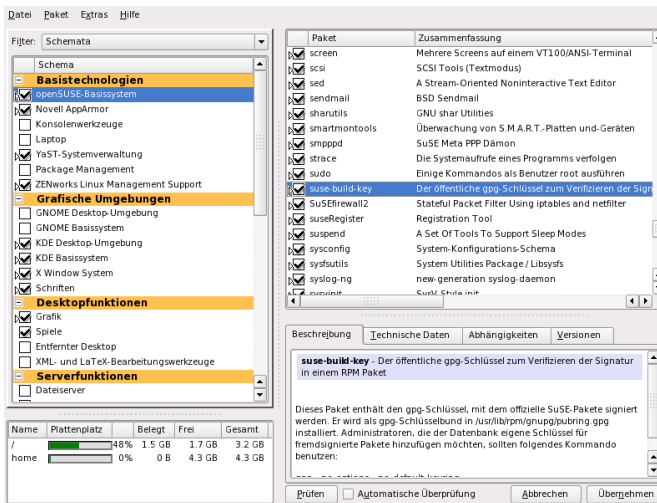 Datei Paket Extras Hilfe
Filter: Schemata
Schema
Basistechnologien
openSUSE-Basissystem
Novell AppArmor
Konsolenwerkzeuge
Laptop
YaST-Systemverwaltung
Package Management
ZENworks Linux Management Support
Grafische Umgebungen
GNOME Desktop-Umgebung
GNOME Basissystem
KDE Desktop-Umgebung
KDE Basissystem
X Window System
Schriften
Desktopfunktionen
Grafik
Spiele
Entfernter Desktop
XML- und LaTeX-Bearbeitungswerkzeuge
Serverfunktionen
Dateiserver
Name Plattenplatz Belegt Frei Gesamt
/ 48% 1.5 GB 1.7 GB 3.2 GB
home 0% 0 B 4.3 GB 4.3 GB
Paket Zusammenfassung
screen Mehrere Screens auf einem VT100/ANSI-Terminal
scsi SCSI Tools (Textmodus)
sed A Stream-Oriented Noninteractive Text Editor
sendmail BSD Sendmail
sharutils GNU shar Utilities
smartmontools Überwachung von S.M.A.R.T.-Platten und-Geräten
smpppd SuSE Meta PPP Dämon
strace Die Systemaufrufe eines Programms verfolgen
sudo Einige Kommandos als Benutzer root ausführen
suse-build-key Der öffentliche gpg-Schlüssel zum Verifizieren der Sign
SuSEfirewall2 Stateful Packet Filter Using iptables and netfilter
suseRegister Registration Tool
suspend A Set Of Tools To Support Sleep Modes
sysconfig System-Konfigurations-Schema
sysfsutils System Utilities Package / Libsysfs
syslog-ng new-generation syslog-daemon
sysvinit SysV-Style init
Beschreibung Technische Daten Abhängigkeiten Versionen
suse-build-key - Der öffentliche gpg-Schlüssel zum Verifizieren der Signatur
in einem RPM Paket
Dieses Paket enthält den gpg-Schlüssel, mit dem offizielle SuSE-Pakete signiert
werden. Er wird als gpg-Schlüsselbund in /usr/lib/rpm/gnupg/pubring.gpg
installiert. Administratoren, die der Datenbank eigene Schlüssel für
fremdsignierte Pakete hinzufügen möchten, sollten folgendes Kommando
benutzen:
gpg --no-options --no-default-keyring
Prüfen Automatische Überprüfung Abbrechen Übernehmen